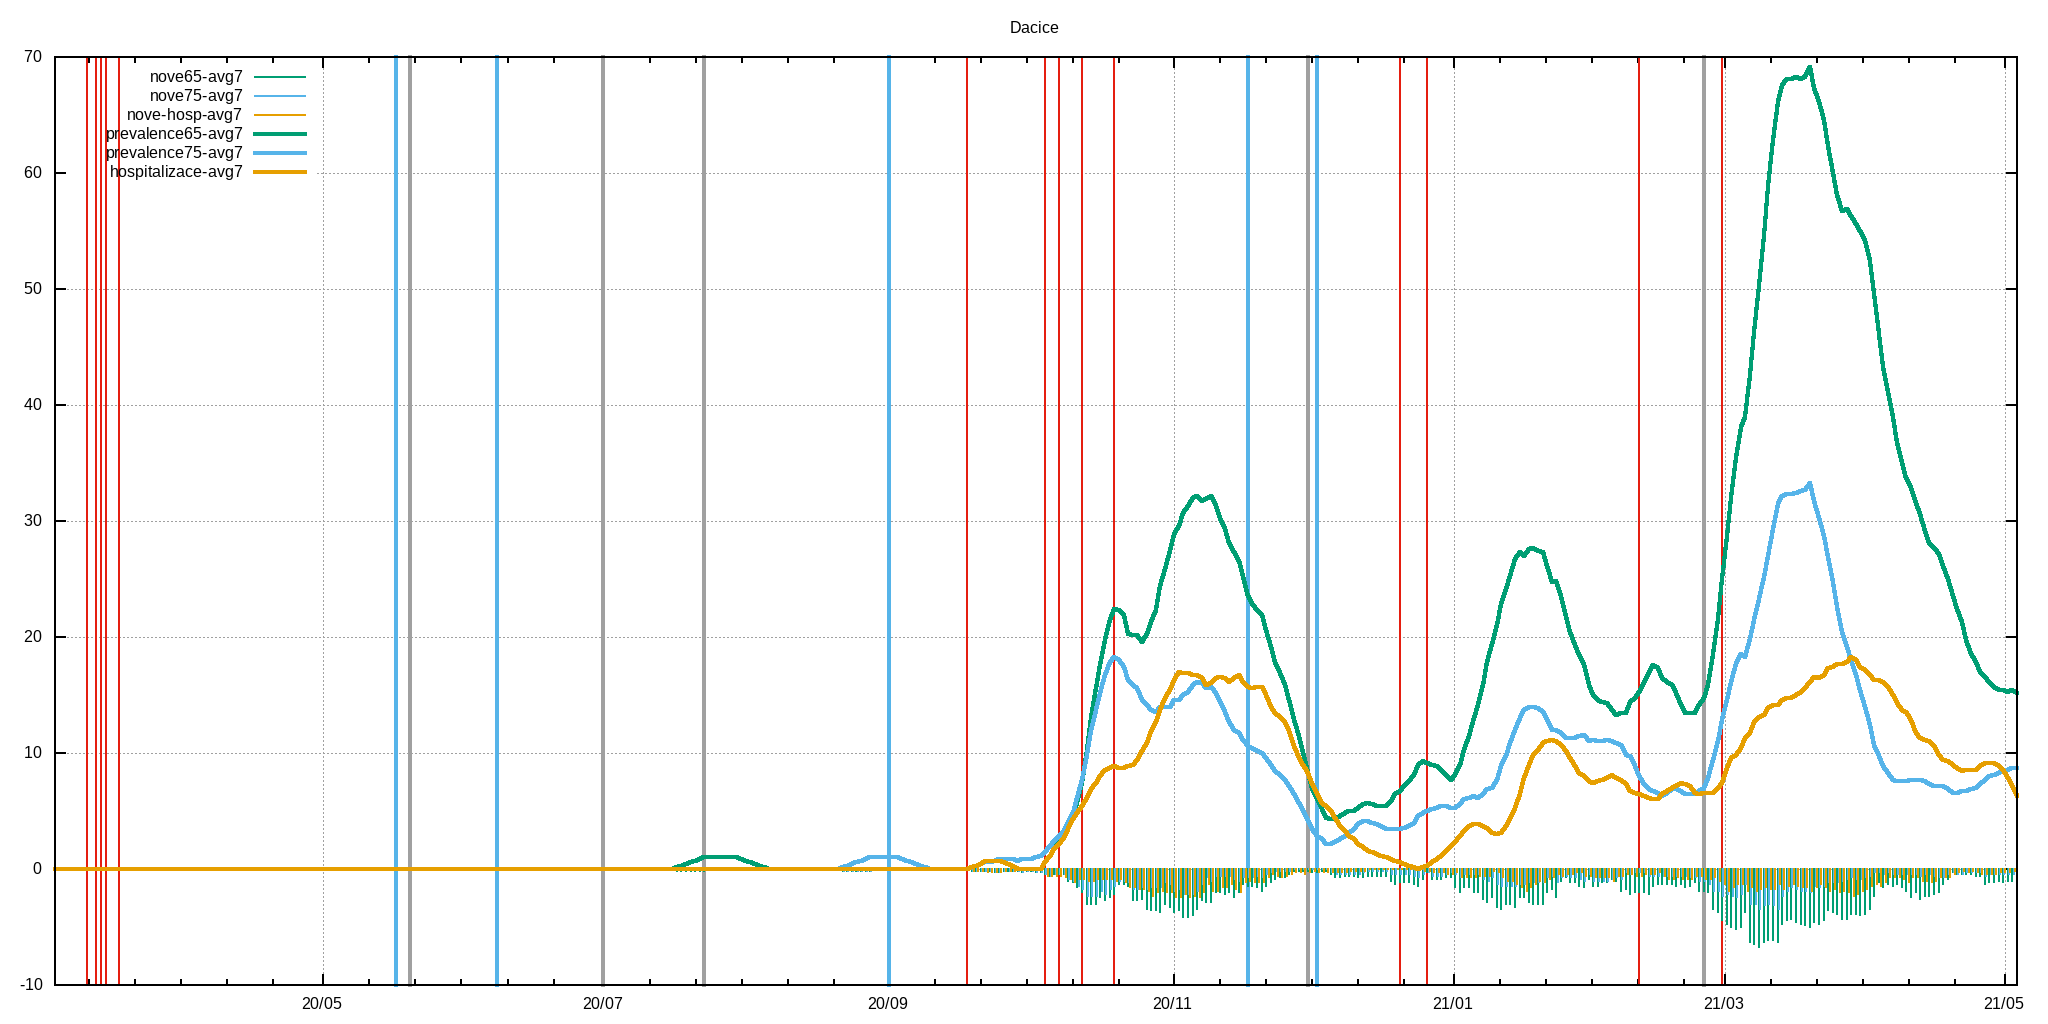 Dacice
70
nove65-avg7
nove75-avg7
nove-hosp-avg7
prevalence65-avg7
prevalence75-avg7
hospitalizace-avg7
60
50
40
30
20
10
0
-10
20/05 20/07 20/09 20/11 21/01 21/03 21/05